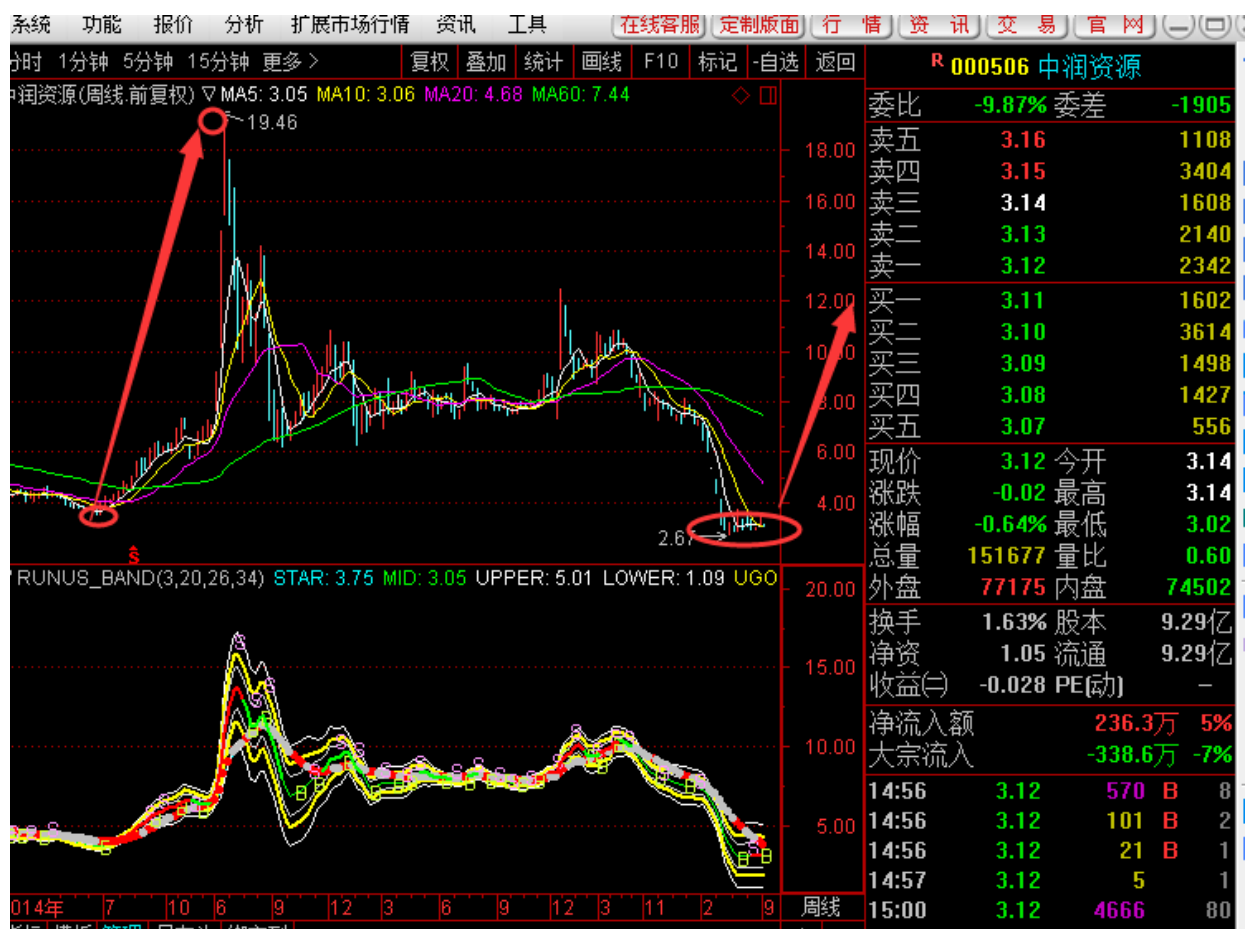 系统 功能 报价 分析 扩展市场行情 资讯 工具 在线客服 定制版面 行 情 资 讯 交 易 官 网
分时 1分钟 5分钟 15分钟 更多 > 复权 叠加 统计 画线 F10 标记 -自选 返回
R 000506 中润资源
中润资源(周线.前复权) MA5: 3.05 MA10: 3.06 MA20: 4.68 MA60: 7.44
19.46
18.00
16.00
14.00
12.00
10.00
8.00
6.00
4.00
2.67
S
委比 -9.87% 委差 -1905
卖五 3.16 1108
卖四 3.15 3404
卖三 3.14 1608
卖二 3.13 2140
卖一 3.12 2342
买一 3.11 1602
买二 3.10 3614
买三 3.09 1498
买四 3.08 1427
买五 3.07 556
现价 3.12 今开 3.14
涨跌 -0.02 最高 3.14
涨幅 -0.64% 最低 3.02
总量 151677 量比 0.60
外盘 77175 内盘 74502
换手 1.63% 股本 9.29亿
净资 1.05 流通 9.29亿
收益㈡ -0.028 PE(动) —
净流入额 236.3万 5%
大宗流入 -338.6万 -7%
14:56 3.12 570 B 8
14:56 3.12 101 B 2
14:56 3.12 21 B 1
14:57 3.12 5 1
15:00 3.12 4666 80
RUNUS_BAND(3,20,26,34) STAR: 3.75 MID: 3.05 UPPER: 5.01 LOWER: 1.09 UGO
20.00
15.00
10.00
5.00
014年 7 10 6 9 12 3 6 9 12 3 11 2 9 周线